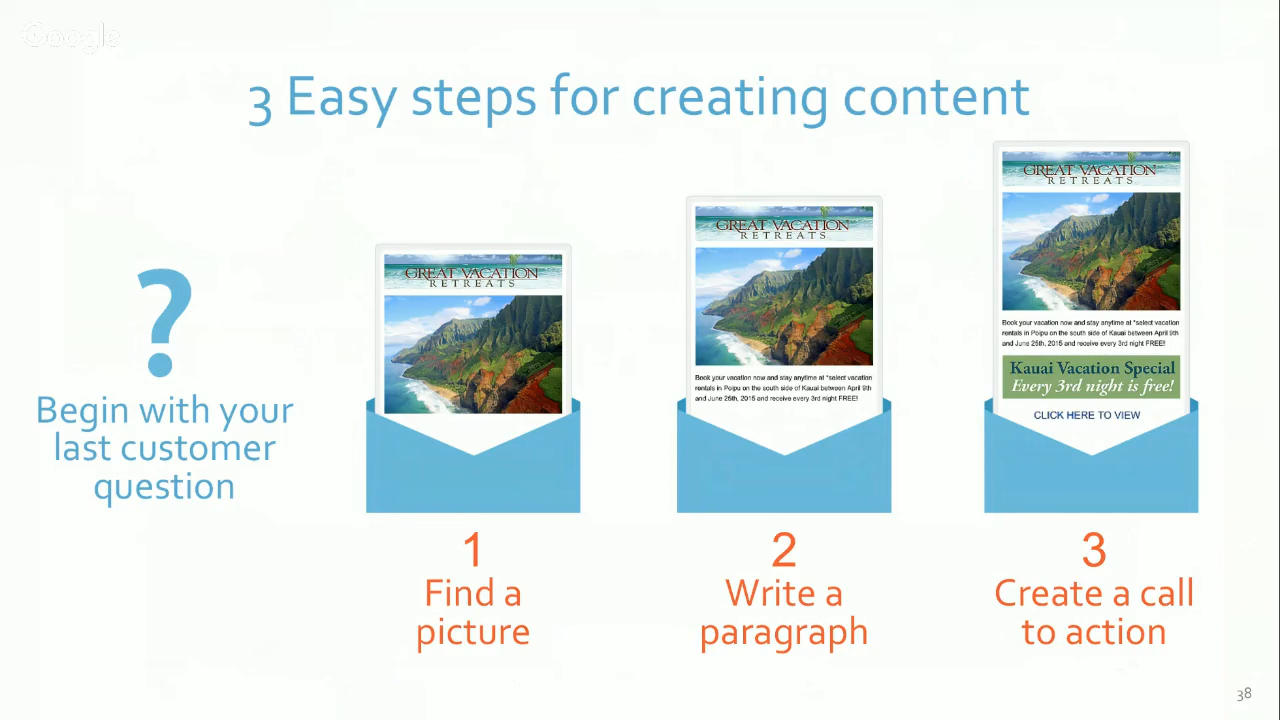 Google
3 Easy steps for creating content
?
Begin with your
last customer
question
GREAT VACATION
RETREATS
1
Find a
picture
GREAT VACATION
RETREATS
Book your vacation now and stay anytime at *select vacation
rentals in Poipu on the south side of Kauai between April 9th
and June 25th, 2015 and receive every 3rd night FREE!
2
Write a
paragraph
GREAT VACATION
RETREATS
Book your vacation now and stay anytime at *select vacation
rentals in Poipu on the south side of Kauai between April 9th
and June 25th, 2015 and receive every 3rd night FREE!
Kauai Vacation Special
Every 3rd night is free!
CLICK HERE TO VIEW
3
Create a call
to action
38